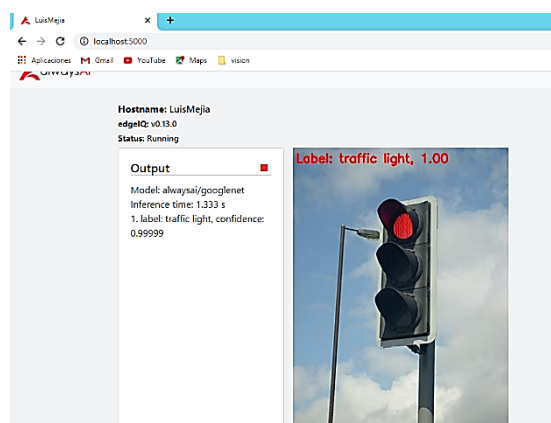 LuisMejia
localhost:5000
Aplicaciones Gmail YouTube Maps vision
alwaysAI
Hostname: LuisMejia
edgeIQ: v0.13.0
Status: Running
Output
Model: alwaysai/googlenet
Inference time: 1.333 s
1. label: traffic light, confidence:
0.99999
Label: traffic light, 1.00